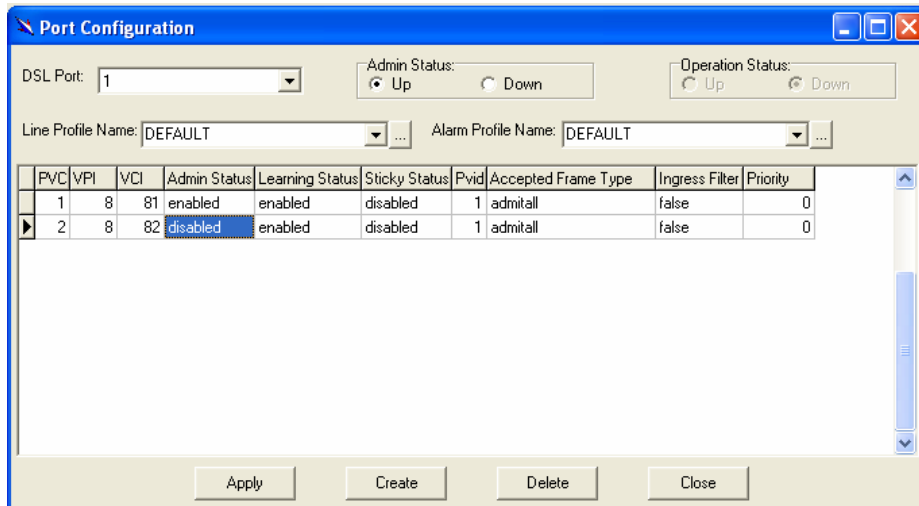 Port Configuration
DSL Port: 1
Admin Status:
Up Down
Operation Status:
Up Down
Line Profile Name: DEFAULT ... Alarm Profile Name: DEFAULT ...
PVC VPI VCI Admin Status Learning Status Sticky Status Pvid Accepted Frame Type Ingress Filter Priority
1 8 81 enabled enabled disabled 1 admitall false 0
2 8 82 disabled enabled disabled 1 admitall false 0
Apply Create Delete Close